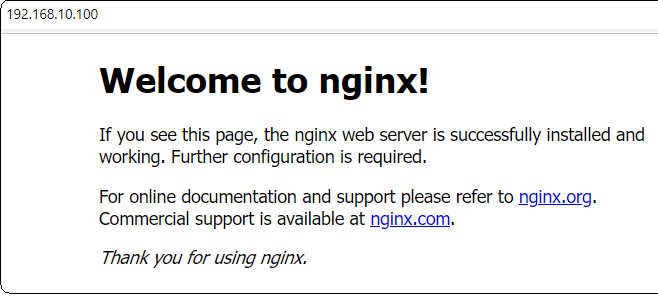 192.168.10.100
Welcome to nginx!
If you see this page, the nginx web server is successfully installed and
working. Further configuration is required.
For online documentation and support please refer to nginx.org.
Commercial support is available at nginx.com.
Thank you for using nginx.